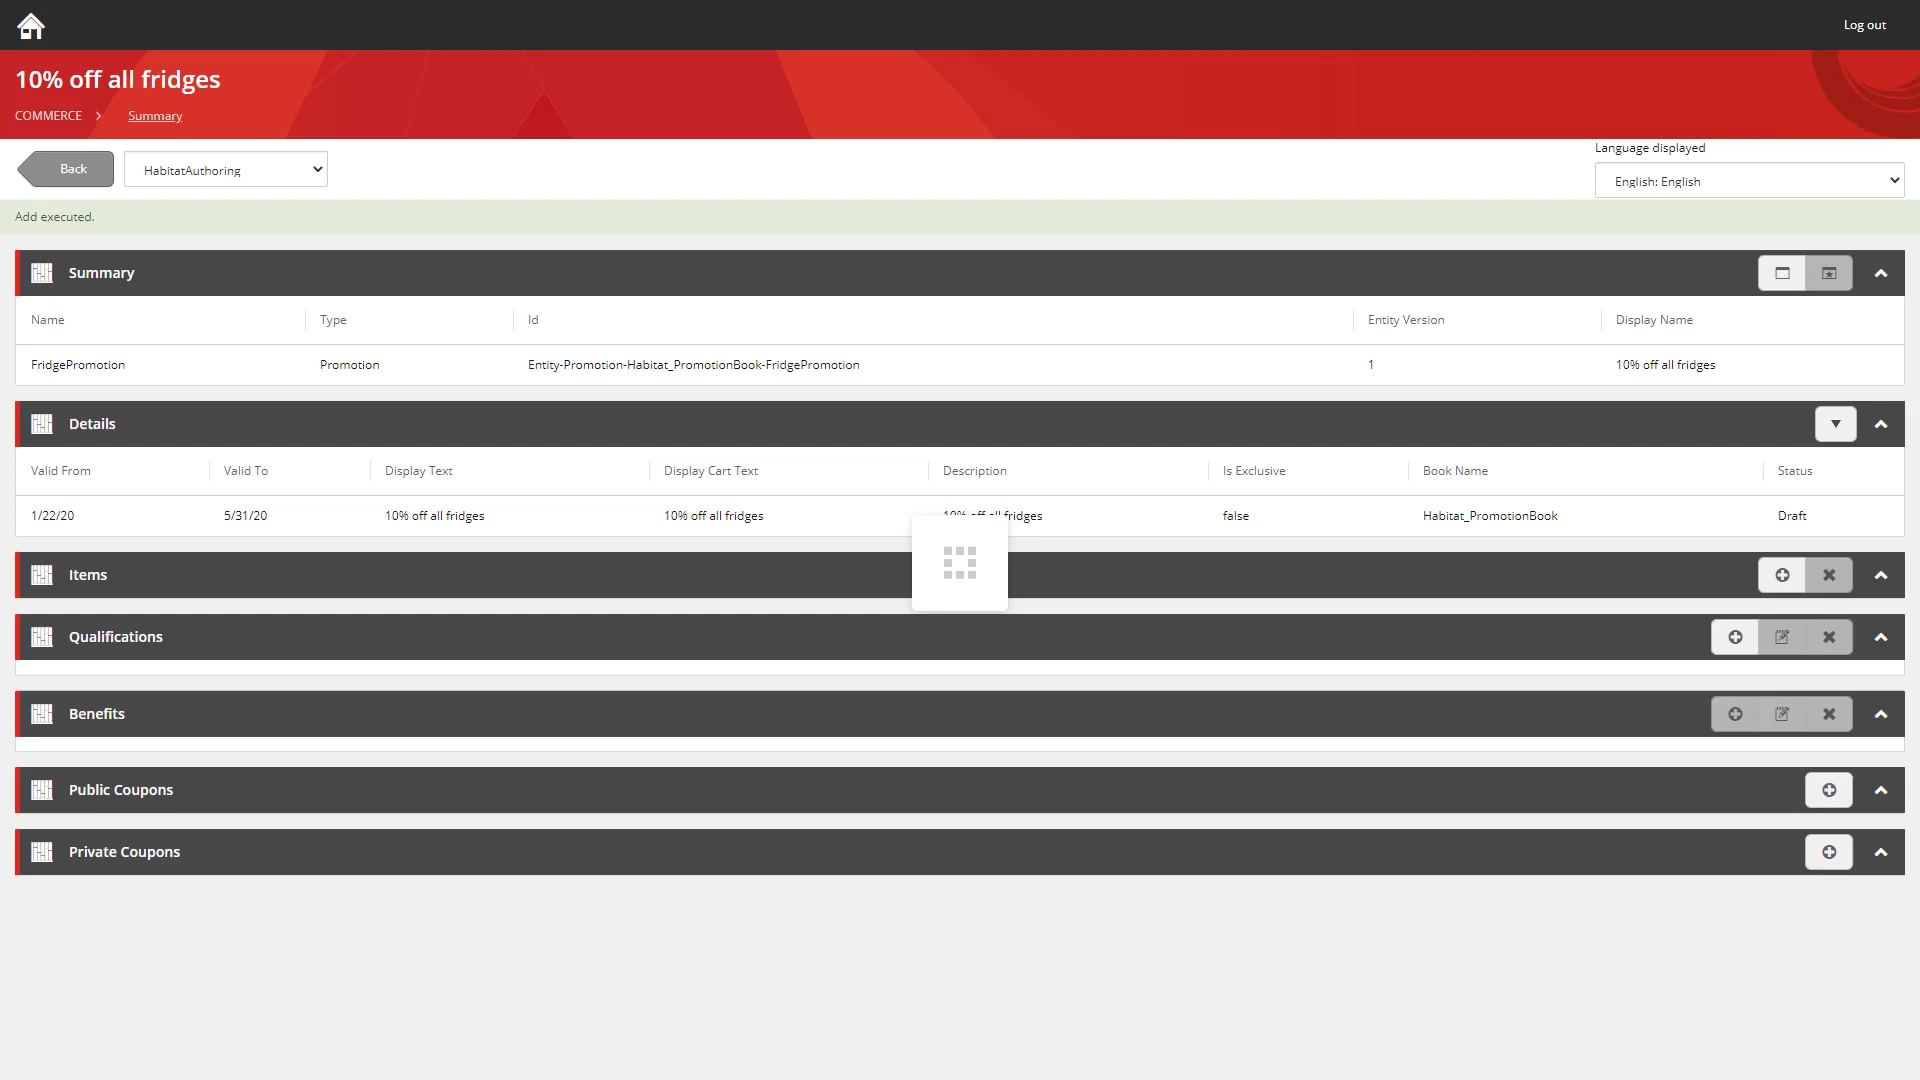 Log out
10% off all fridges
COMMERCE
Summary
Back
HabitatAuthoring
Language displayed
English: English
Add executed.
Summary
Name Type Id Entity Version Display Name
FridgePromotion Promotion Entity-Promotion-Habitat_PromotionBook-FridgePromotion 1 10% off all fridges
Details
Valid From Valid To Display Text Display Cart Text Description Is Exclusive Book Name Status
1/22/20 5/31/20 10% off all fridges 10% off all fridges 10% off all fridges false Habitat_PromotionBook Draft
Items
Qualifications
Benefits
Public Coupons
Private Coupons